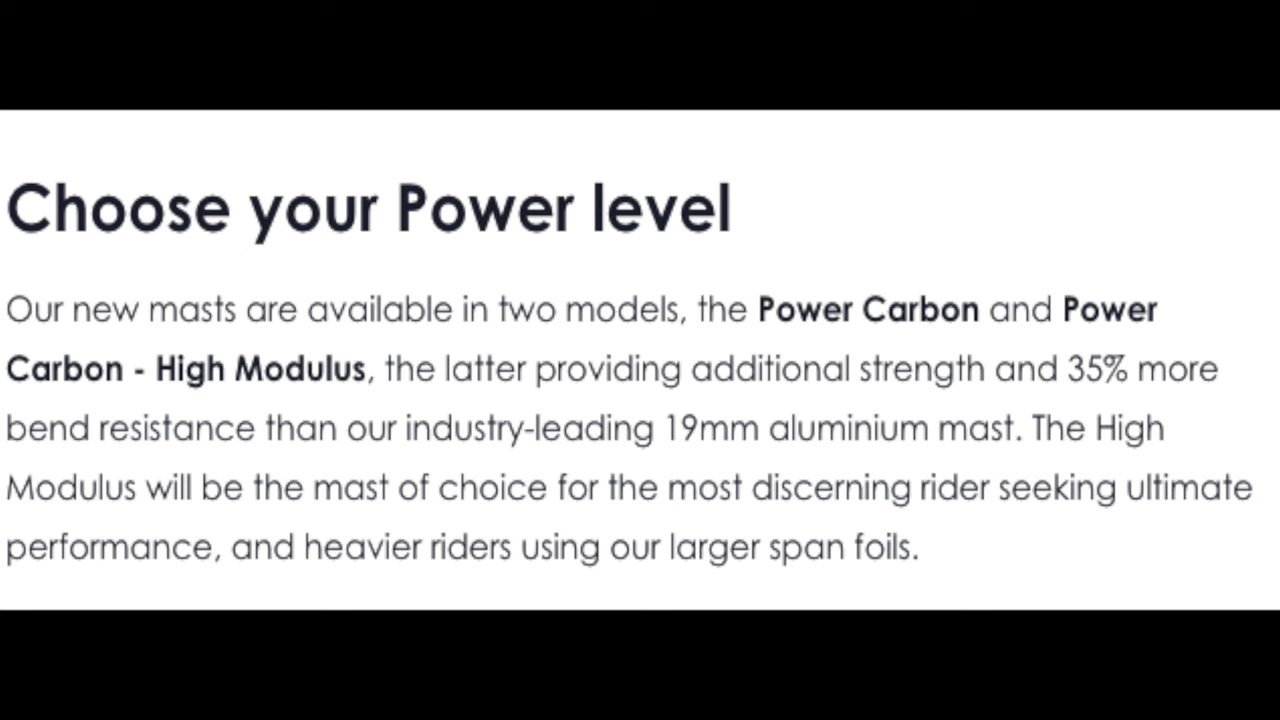 Choose your Power level
Our new masts are available in two models, the Power Carbon and Power
Carbon - High Modulus, the latter providing additional strength and 35% more
bend resistance than our industry-leading 19mm aluminium mast. The High
Modulus will be the mast of choice for the most discerning rider seeking ultimate
performance, and heavier riders using our larger span foils.